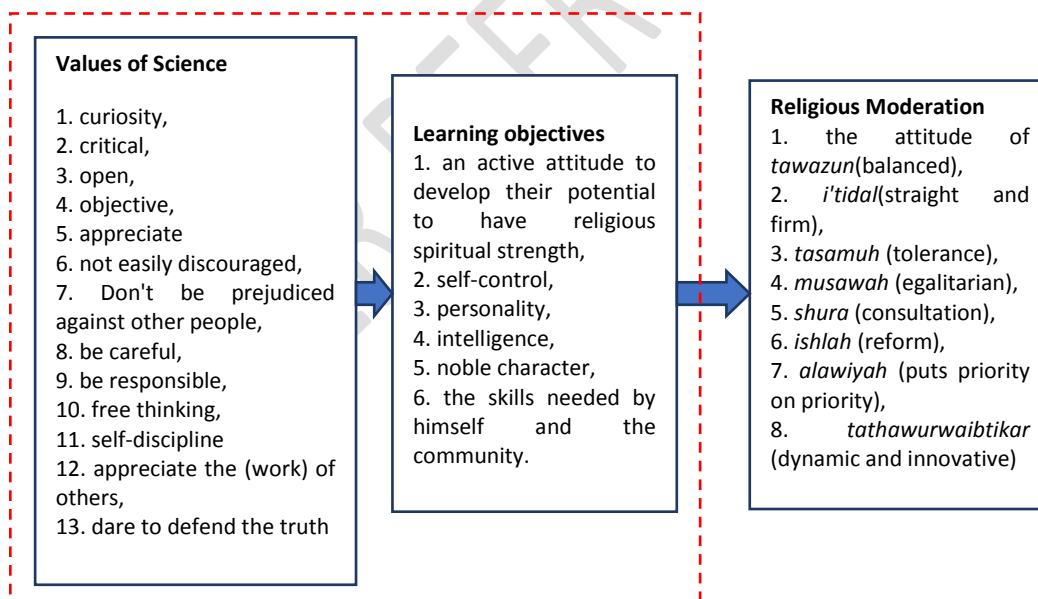 Values of Science
1. curiosity,
2. critical,
3. open,
4. objective,
5. appreciate
6. not easily discouraged,
7. Don't be prejudiced
against other people,
8. be careful,
9. be responsible,
10. free thinking,
11. self-discipline
12. appreciate the (work) of
others,
13. dare to defend the truth
Learning objectives
1. an active attitude to
develop their potential
to have religious
spiritual strength,
2. self-control,
3. personality,
4. intelligence,
5. noble character,
6. the skills needed by
himself and the
community.
Religious Moderation
1. the attitude of
tawazun(balanced),
2. i'tidal(straight and
firm),
3. tasamuh (tolerance),
4. musawah (egalitarian),
5. shura (consultation),
6. ishlah (reform),
7. alawiyah (puts priority
on priority),
8. tathawurwaibtikar
(dynamic and innovative)